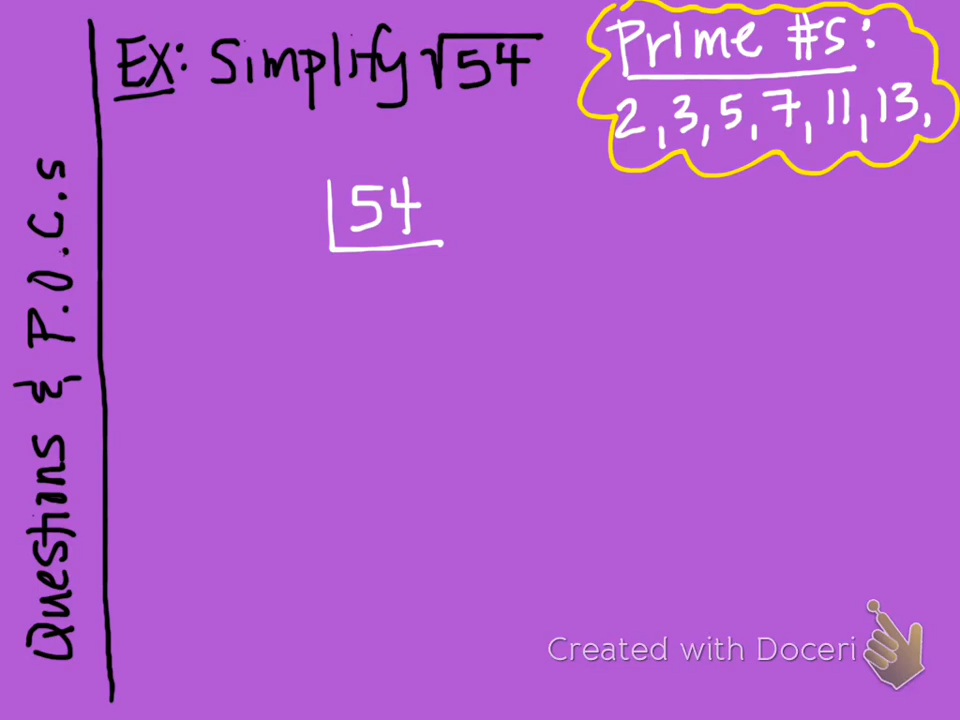 EX: Simplify √54
Prime #s:
2, 3, 5, 7, 11, 13,
54
Questions & P.O.C.s
Created with Doceri